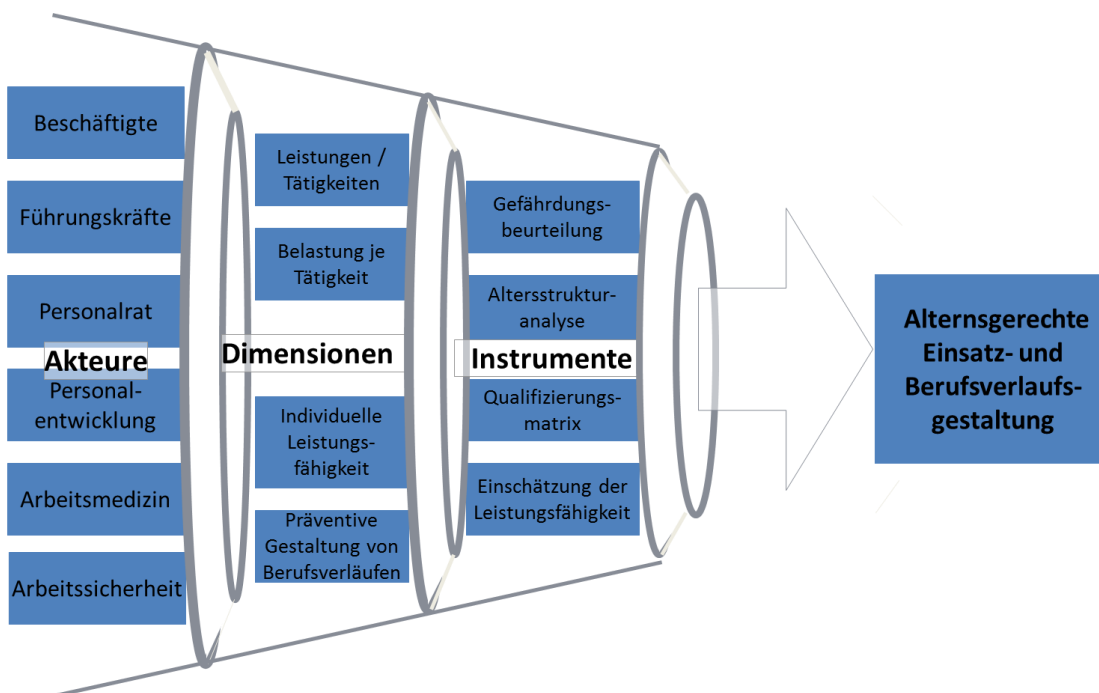 Beschäftigte
Führungskräfte
Personalrat
Akteure
Personal-
entwicklung
Arbeitsmedizin
Arbeitssicherheit
Leistungen /
Tätigkeiten
Belastung je
Tätigkeit
Dimensionen
Individuelle
Leistungs-
fähigkeit
Präventive
Gestaltung von
Berufsverläufen
Gefährdungs-
beurteilung
Altersstruktur-
analyse
Instrumente
Qualifizierungs-
matrix
Einschätzung der
Leistungsfähigkeit
Alternsgerechte
Einsatz- und
Berufsverlaufs-
gestaltung